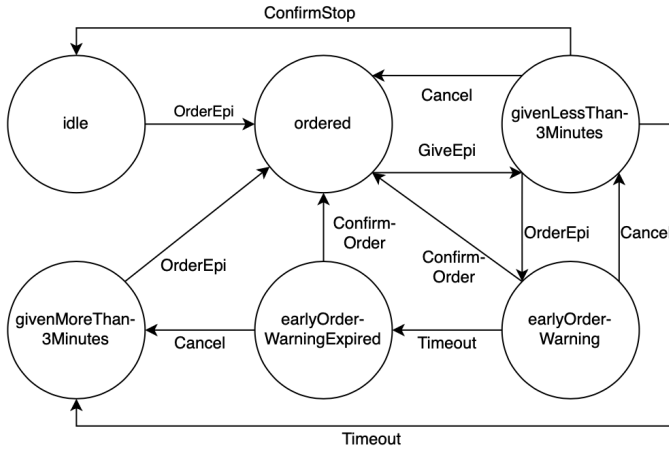 ConfirmStop
idle
OrderEpi
ordered
Cancel
GiveEpi
givenLessThan-
3Minutes
OrderEpi
Confirm-
Order
Confirm-
Order
OrderEpi
Cancel
givenMoreThan-
3Minutes
Cancel
earlyOrder-
WarningExpired
Timeout
earlyOrder-
Warning
Timeout